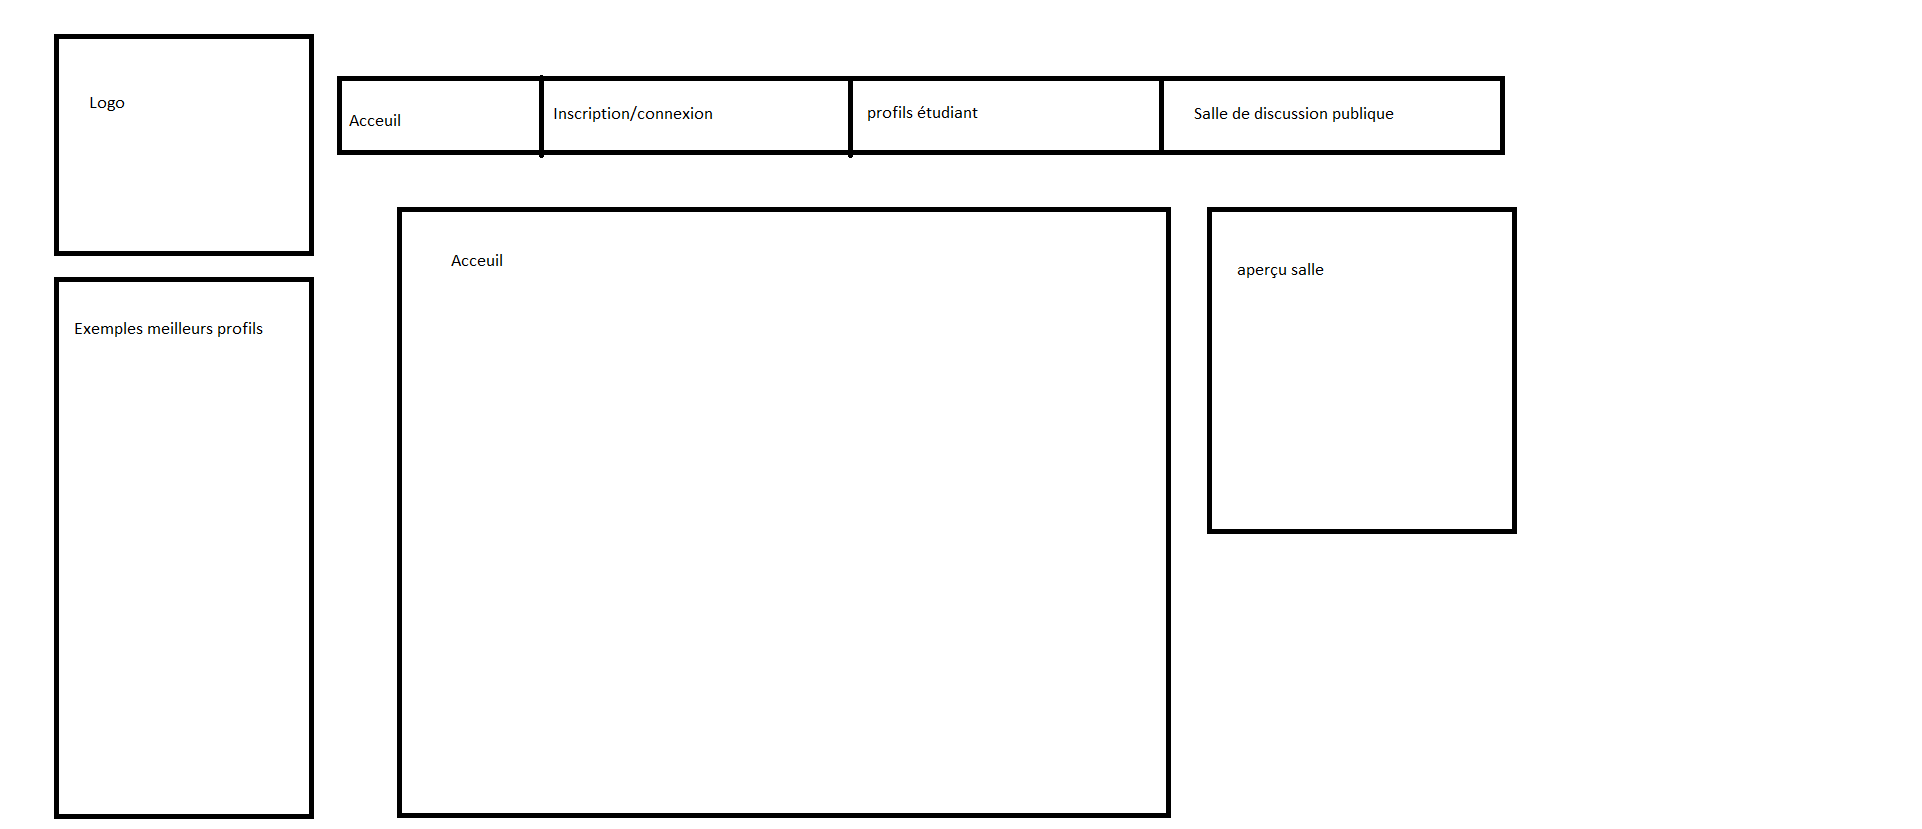 Logo
Acceuil
Inscription/connexion
profils étudiant
Salle de discussion publique
Exemples meilleurs profils
Acceuil
aperçu salle